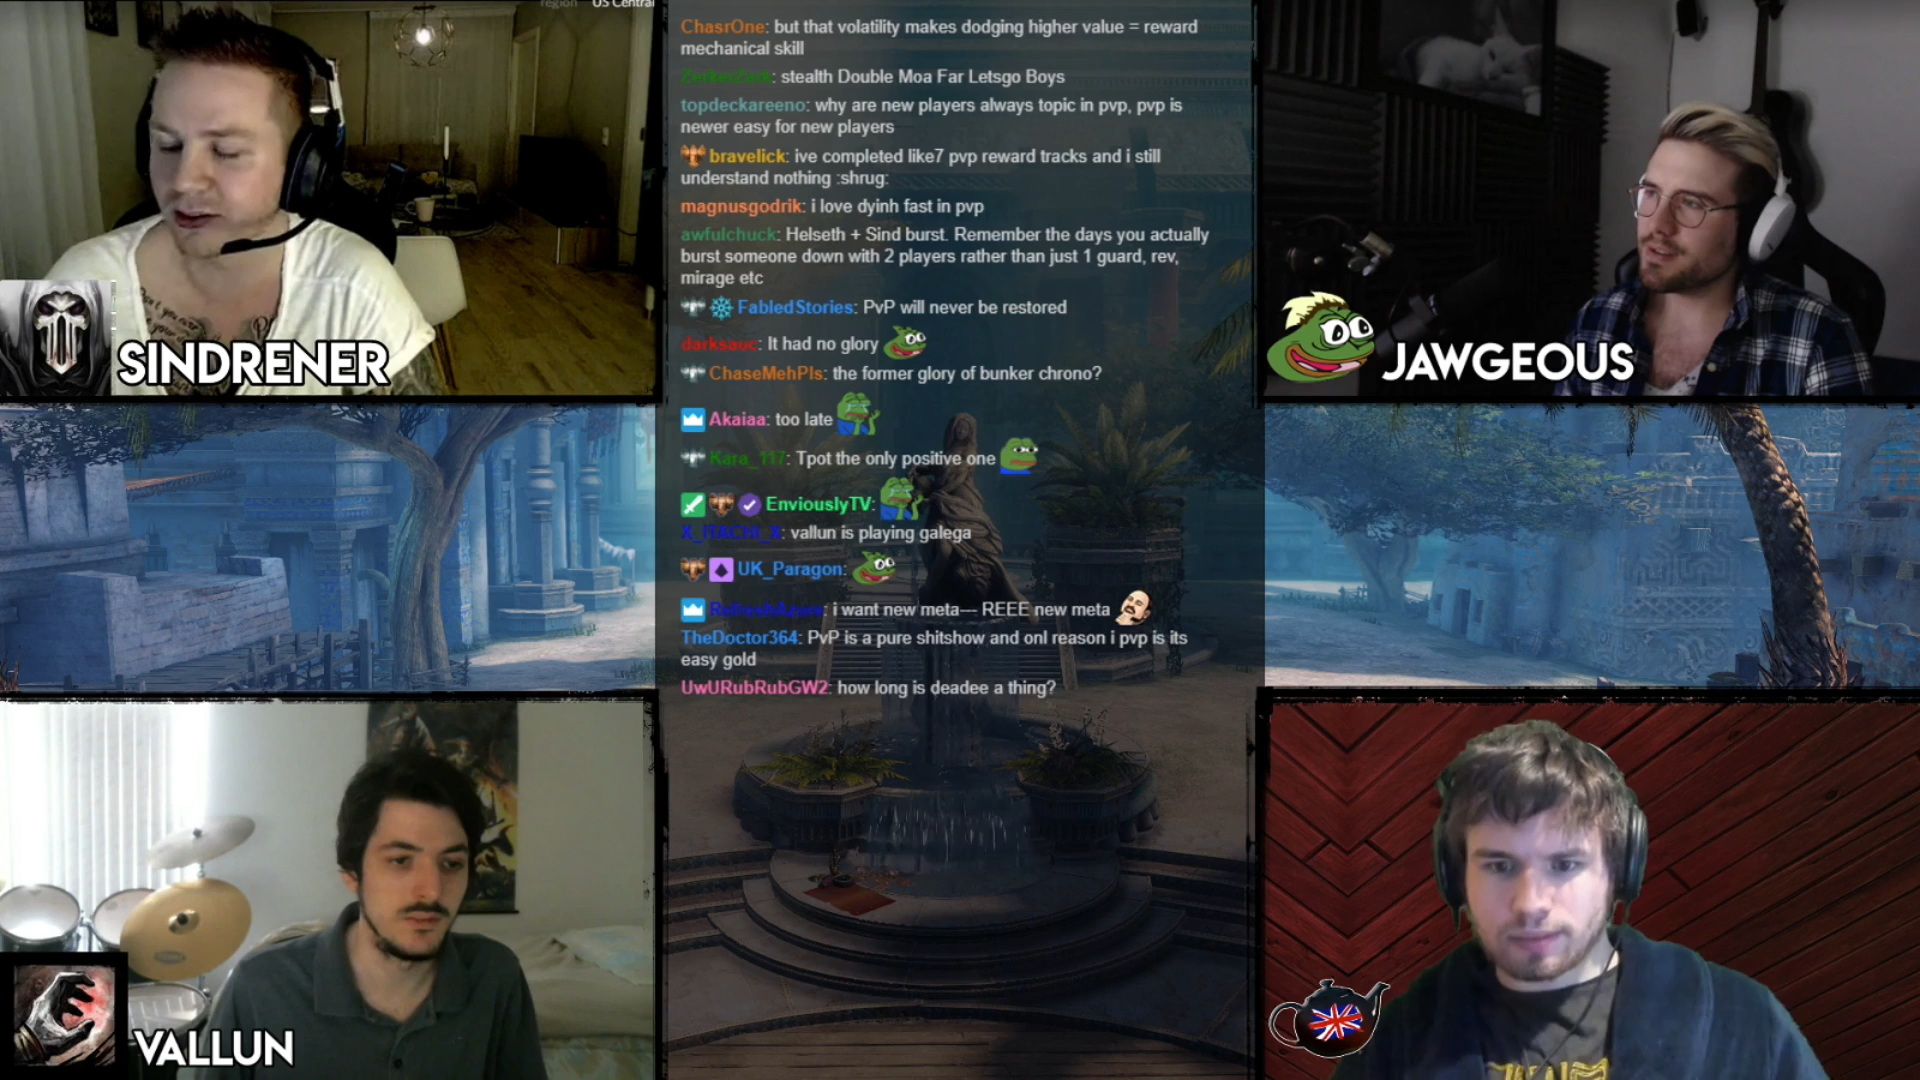 region US Central
ChasrOne: but that volatility makes dodging higher value = reward
mechanical skill
stealth Double Moa Far Letsgo Boys
topdeckareeno: why are new players always topic in pvp, pvp is
newer easy for new players
bravelick: ive completed like7 pvp reward tracks and i still
understand nothing :shrug:
magnusgodrik: i love dyinh fast in pvp
awfulchuck: Helseth + Sind burst. Remember the days you actually
burst someone down with 2 players rather than just 1 guard, rev,
mirage etc
FabledStories: PvP will never be restored
darksauc: It had no glory
ChaseMehPls: the former glory of bunker chrono?
Akaiaa: too late
Kara_117: Tpot the only positive one
EnviouslyTV:
X_ITACHI_X: vallun is playing galega
UK_Paragon:
RefreshAzure: i want new meta--- REEE new meta
TheDoctor364: PvP is a pure shitshow and onl reason i pvp is its
easy gold
UwURubRubGW2: how long is deadee a thing?
SINDRENER
JAWGEOUS
VALLUN